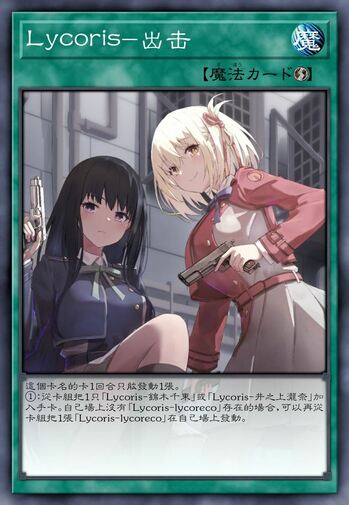 Lycoris-出击
魔
【魔法カード】
まほう
這個卡名的卡1回合只能發動1張。
①:從卡組把1只「Lycoris-錦木千束」或「Lycoris-井之上瀧奈」加
入手卡。自己場上沒有「Lycoris-lycoreco」存在的場合,可以再從
卡組把1張「Lycoris-lycoreco」在自己場上發動。